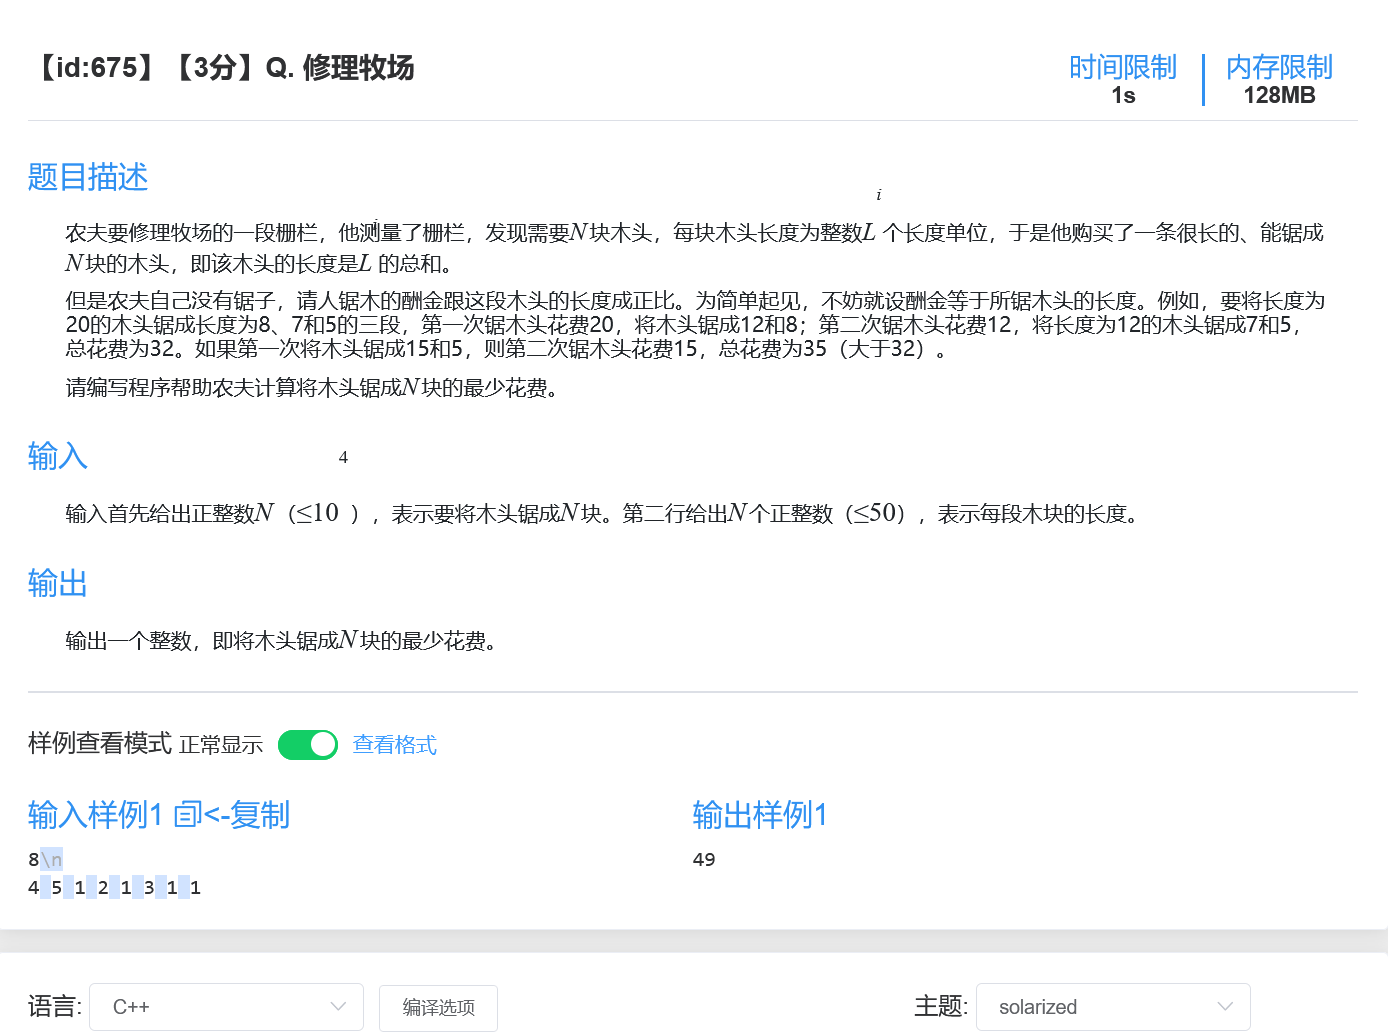 【id:675】【3分】Q. 修理牧场
时间限制
1s
内存限制
128MB
题目描述
农夫要修理牧场的一段栅栏，他测量了栅栏，发现需要N块木头，每块木头长度为整数L 个长度单位，于是他购买了一条很长的、能锯成
i
i
N块的木头，即该木头的长度是L 的总和。
但是农夫自己没有锯子，请人锯木的酬金跟这段木头的长度成正比。为简单起见，不妨就设酬金等于所锯木头的长度。例如，要将长度为
20的木头锯成长度为8、7和5的三段，第一次锯木头花费20，将木头锯成12和8；第二次锯木头花费12，将长度为12的木头锯成7和5，
总花费为32。如果第一次将木头锯成15和5，则第二次锯木头花费15，总花费为35（大于32）。
请编写程序帮助农夫计算将木头锯成N块的最少花费。
输入
4
输入首先给出正整数N（≤10 ），表示要将木头锯成N块。第二行给出N个正整数（≤50），表示每段木块的长度。
输出
输出一个整数，即将木头锯成N块的最少花费。
样例查看模式 正常显示 查看格式
输入样例1 <-复制
8\n
4 5 1 2 1 3 1 1
输出样例1
49
语言: C++ 编译选项 主题: solarized